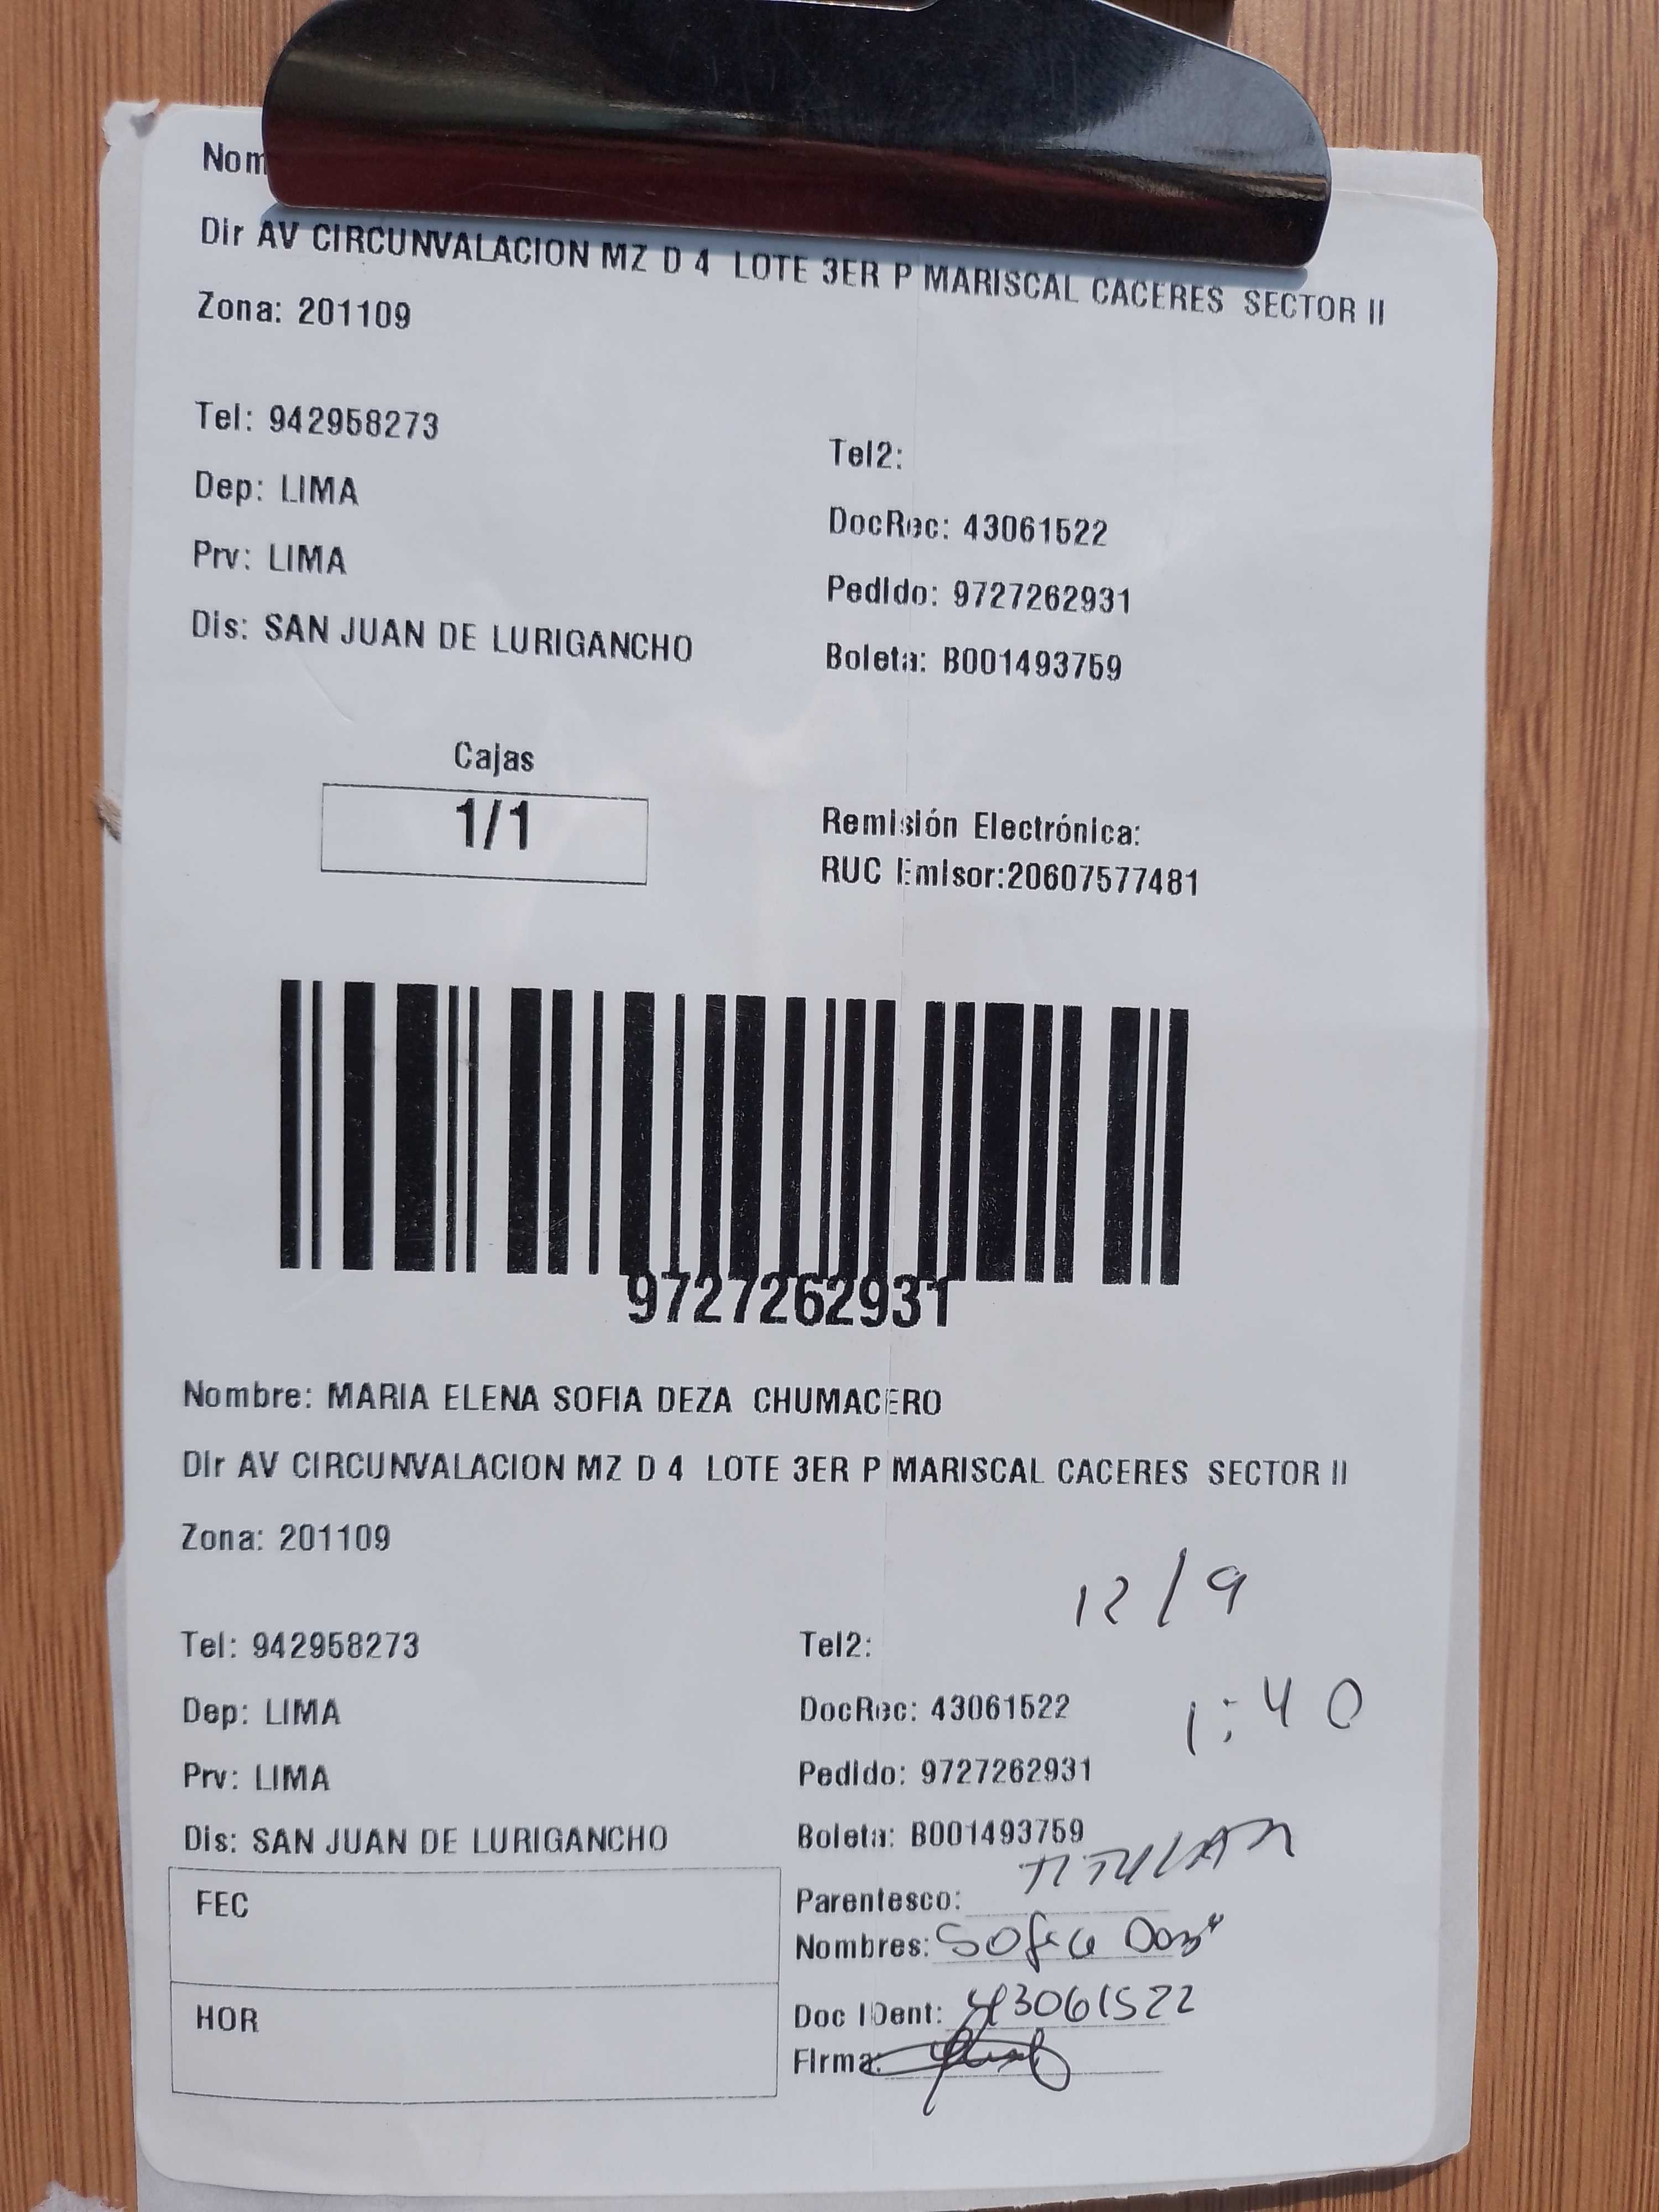 Nom
Dir AV CIRCUNVALACION MZ D 4 LOTE 3ER P MARISCAL CACERES SECTOR II
Zona: 201109
Tel: 942958273
Tel2:
Dep: LIMA
DocRec: 43061522
Prv: LIMA
Pedido: 9727262931
Dis: SAN JUAN DE LURIGANCHO
Boleta: B001493759
Cajas
1/1
Remisión Electrónica:
RUC Emisor:20607577481
9727262931
Nombre: MARIA ELENA SOFIA DEZA CHUMACERO
Dir AV CIRCUNVALACION MZ D 4 LOTE 3ER P MARISCAL CACERES SECTOR II
Zona: 201109
12/9
Tel: 942958273
Tel2:
Dep: LIMA
DocRec: 43061522
1:40
Prv: LIMA
Pedido: 9727262931
Dis: SAN JUAN DE LURIGANCHO
Boleta: B001493759
FEC
Parentesco: TITULAR
Nombres: Sofia Deza
HOR
Doc IDent: 43061522
Firma: